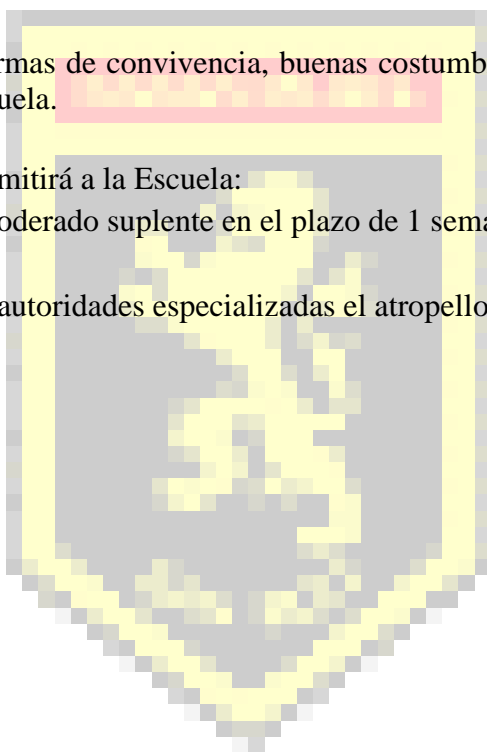 rmas de convivencia, buenas costumb
uela.
mitirá a la Escuela:
oderado suplente en el plazo de 1 sema
autoridades especializadas el atropello